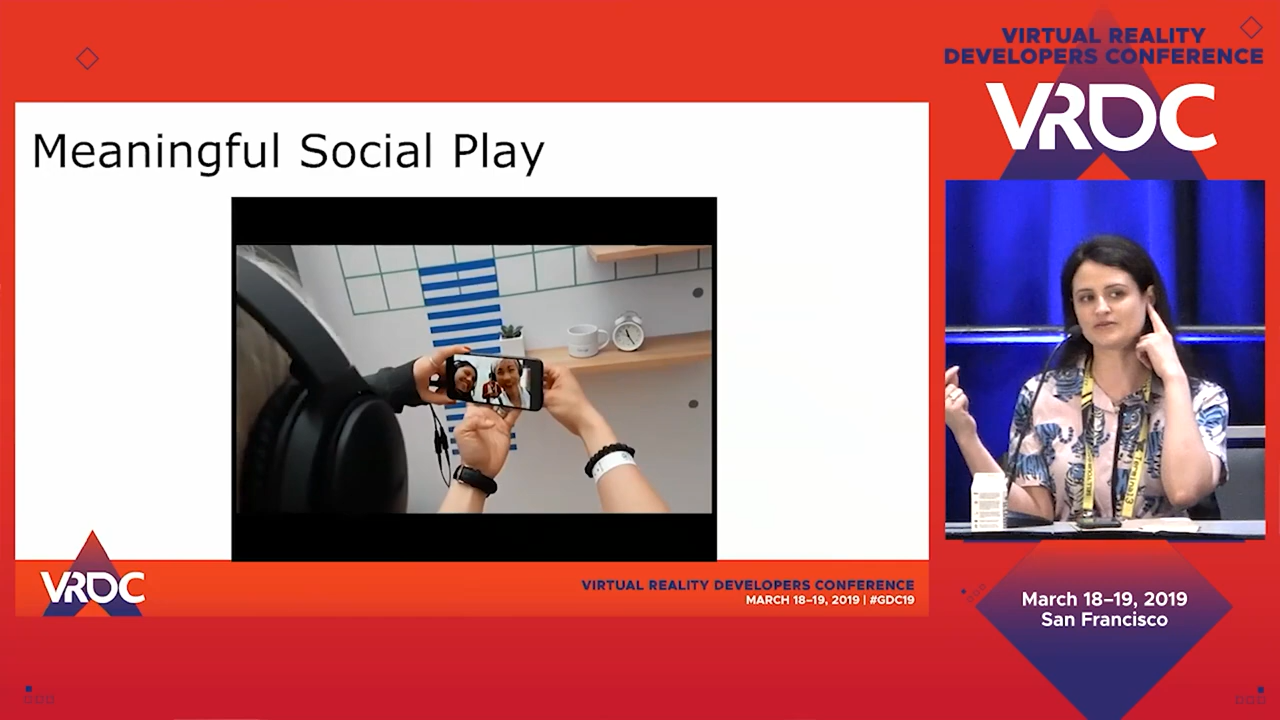 VIRTUAL REALITY
DEVELOPERS CONFERENCE
VRDC
Meaningful Social Play
VRDC
VIRTUAL REALITY DEVELOPERS CONFERENCE
MARCH 18–19, 2019 | #GDC19
March 18–19, 2019
San Francisco